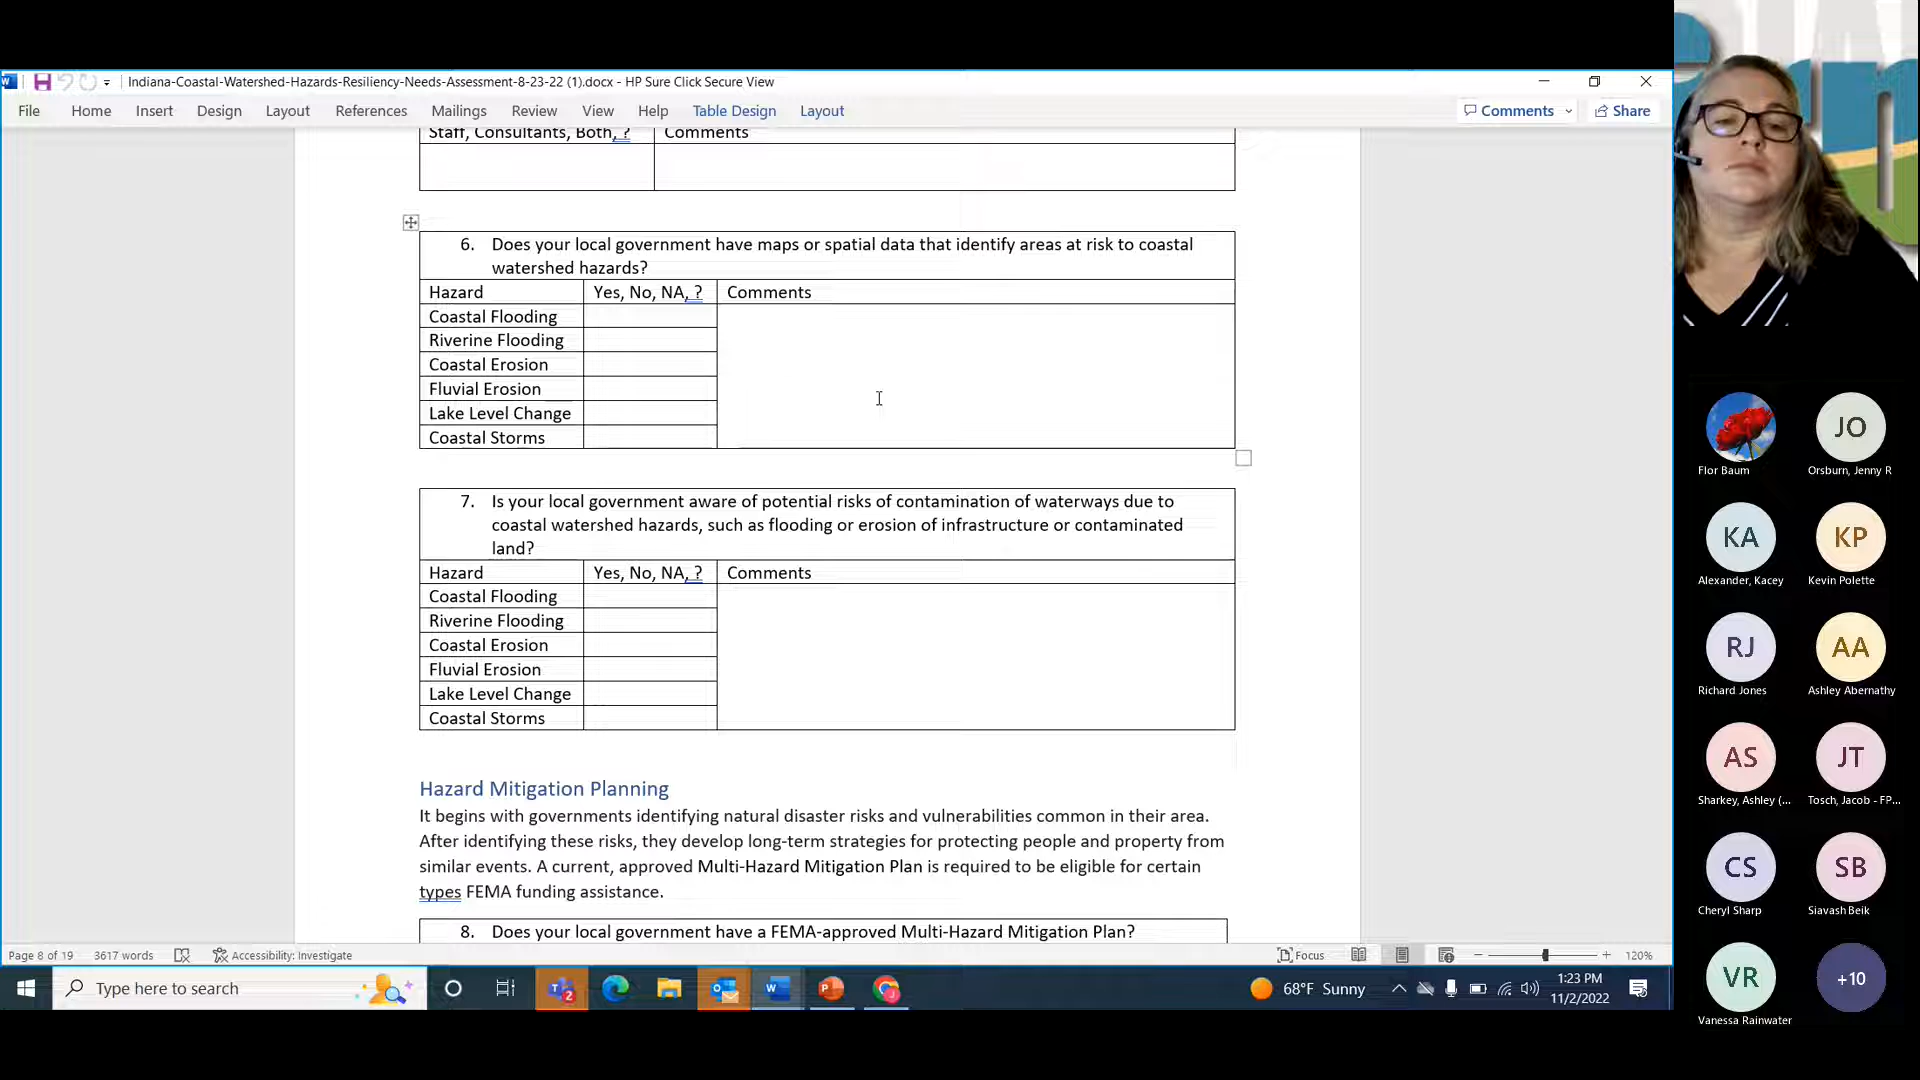 Indiana-Coastal-Watershed-Hazards-Resiliency-Needs-Assessment-8-23-22 (1).docx - HP Sure Click Secure View
File Home Insert Design Layout References Mailings Review View Help Table Design Layout Comments Share
Staff, Consultants, Both, ? Comments
6. Does your local government have maps or spatial data that identify areas at risk to coastal
watershed hazards?
Hazard Yes, No, NA, ? Comments
Coastal Flooding
Riverine Flooding
Coastal Erosion
Fluvial Erosion
Lake Level Change
Coastal Storms
7. Is your local government aware of potential risks of contamination of waterways due to
coastal watershed hazards, such as flooding or erosion of infrastructure or contaminated
land?
Hazard Yes, No, NA, ? Comments
Coastal Flooding
Riverine Flooding
Coastal Erosion
Fluvial Erosion
Lake Level Change
Coastal Storms
Hazard Mitigation Planning
It begins with governments identifying natural disaster risks and vulnerabilities common in their area.
After identifying these risks, they develop long-term strategies for protecting people and property from
similar events. A current, approved Multi-Hazard Mitigation Plan is required to be eligible for certain
types FEMA funding assistance.
8. Does your local government have a FEMA-approved Multi-Hazard Mitigation Plan?
Page 8 of 19 3617 words Accessibility: Investigate Focus 120%
Type here to search 2 68°F Sunny 1:23 PM
11/2/2022
Flor Baum
JO
Orsburn, Jenny R
KA
Alexander, Kacey
KP
Kevin Polette
RJ
Richard Jones
AA
Ashley Abernathy
AS
Sharkey, Ashley (...
JT
Tosch, Jacob - FP...
CS
Cheryl Sharp
SB
Siavash Beik
VR
Vanessa Rainwater
+10